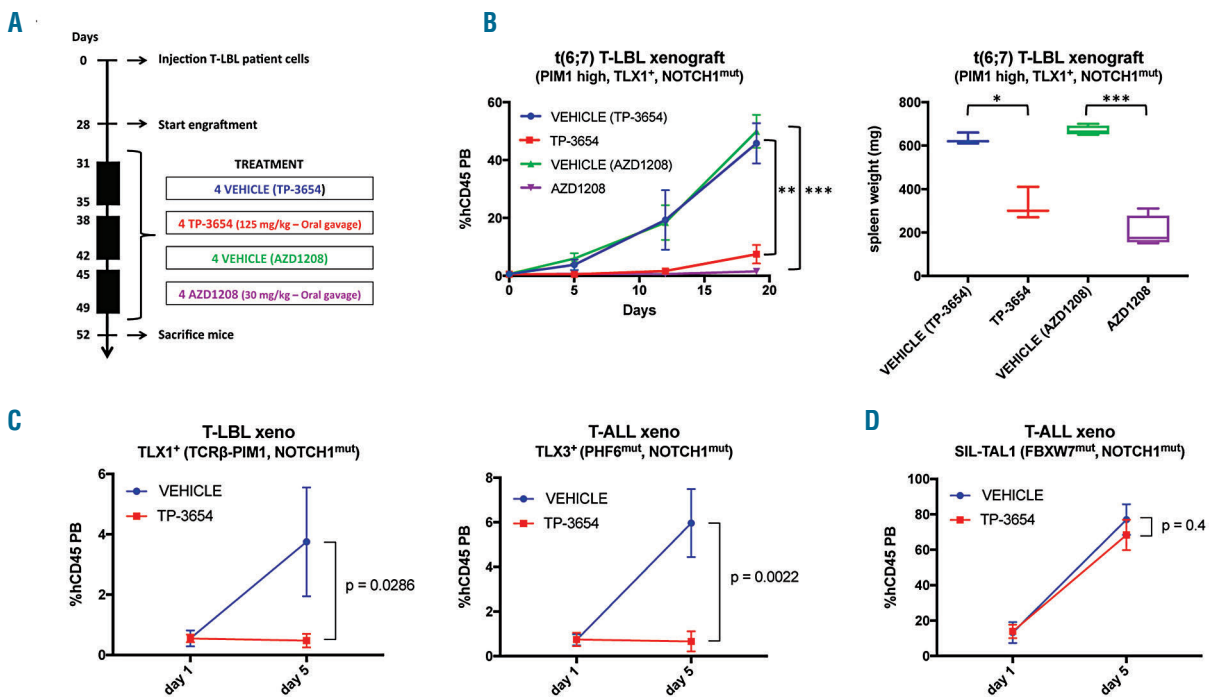 A
Days
0
Injection T-LBL patient cells
28
Start engraftment
31
35
38
42
45
49
52
TREATMENT
4 VEHICLE (TP-3654)
4 TP-3654 (125 mg/kg – Oral gavage)
4 VEHICLE (AZD1208)
4 AZD1208 (30 mg/kg – Oral gavage)
Sacrifice mice
B
t(6;7) T-LBL xenograft
(PIM1 high, TLX1+, NOTCH1mut)
%hCD45 PB
60
40
20
0
0
5
10
15
20
Days
VEHICLE (TP-3654)
TP-3654
VEHICLE (AZD1208)
AZD1208
** ***
t(6;7) T-LBL xenograft
(PIM1 high, TLX1+, NOTCH1mut)
spleen weight (mg)
800
600
400
200
0
*
***
VEHICLE (TP-3654)
TP-3654
VEHICLE (AZD1208)
AZD1208
C
T-LBL xeno
TLX1+ (TCRβ-PIM1, NOTCH1mut)
%hCD45 PB
6
4
2
0
VEHICLE
TP-3654
p = 0.0286
day 1
day 5
T-ALL xeno
TLX3+ (PHF6mut, NOTCH1mut)
%hCD45 PB
8
6
4
2
0
VEHICLE
TP-3654
p = 0.0022
day 1
day 5
D
T-ALL xeno
SIL-TAL1 (FBXW7mut, NOTCH1mut)
%hCD45 PB
100
80
60
40
20
0
VEHICLE
TP-3654
p = 0.4
day 1
day 5